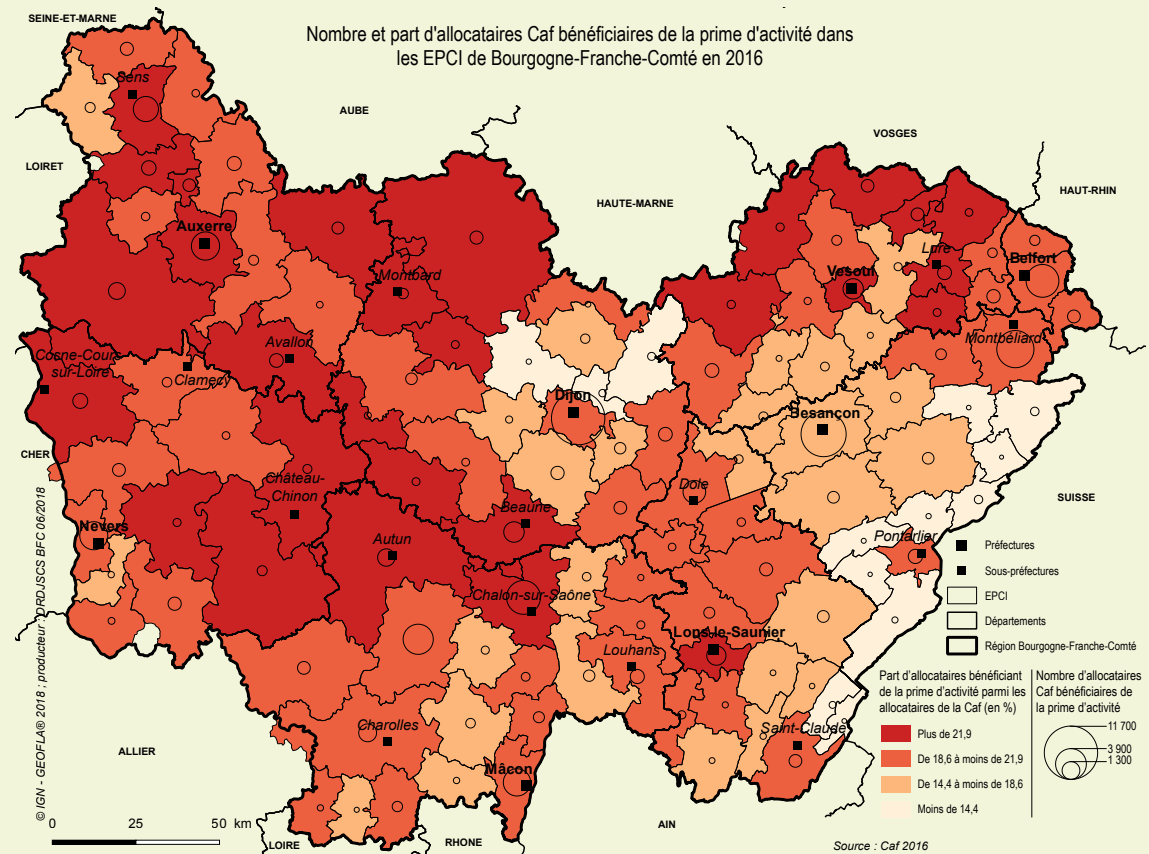 Nombre et part d'allocataires Caf bénéficiaires de la prime d'activité dans
les EPCI de Bourgogne-Franche-Comté en 2016
SEINE-ET-MARNE
Sens
AUBE
VOSGES
LOIRET
HAUT-RHIN
HAUTE-MARNE
Auxerre
Lure
Belfort
Vesoul
Montbard
Montbéliard
Avallon
Cosne-Cours-
sur-Loire
Clamecy
Dijon
Besançon
CHER
Château-
Chinon
Dole
SUISSE
Beaune
Nevers
Autun
Pontarlier
Préfectures
Sous-préfectures
Chalon-sur-Saône
EPCI
Départements
Lons-le-Saunier
Région Bourgogne-Franche-Comté
Louhans
Part d'allocataires bénéficiant
de la prime d'activité parmi les
allocataires de la Caf (en %)
Plus de 21,9
De 18,6 à moins de 21,9
De 14,4 à moins de 18,6
Moins de 14,4
Nombre d'allocataires
Caf bénéficiaires de
la prime d'activité
11 700
3 900
1 300
Charolles
Saint-Claude
ALLIER
Mâcon
© IGN - GEOFLA® 2018 ; producteur : DRDJSCS BFC 06/2018
0 25 50 km
LOIRE
RHONE
AIN
Source : Caf 2016